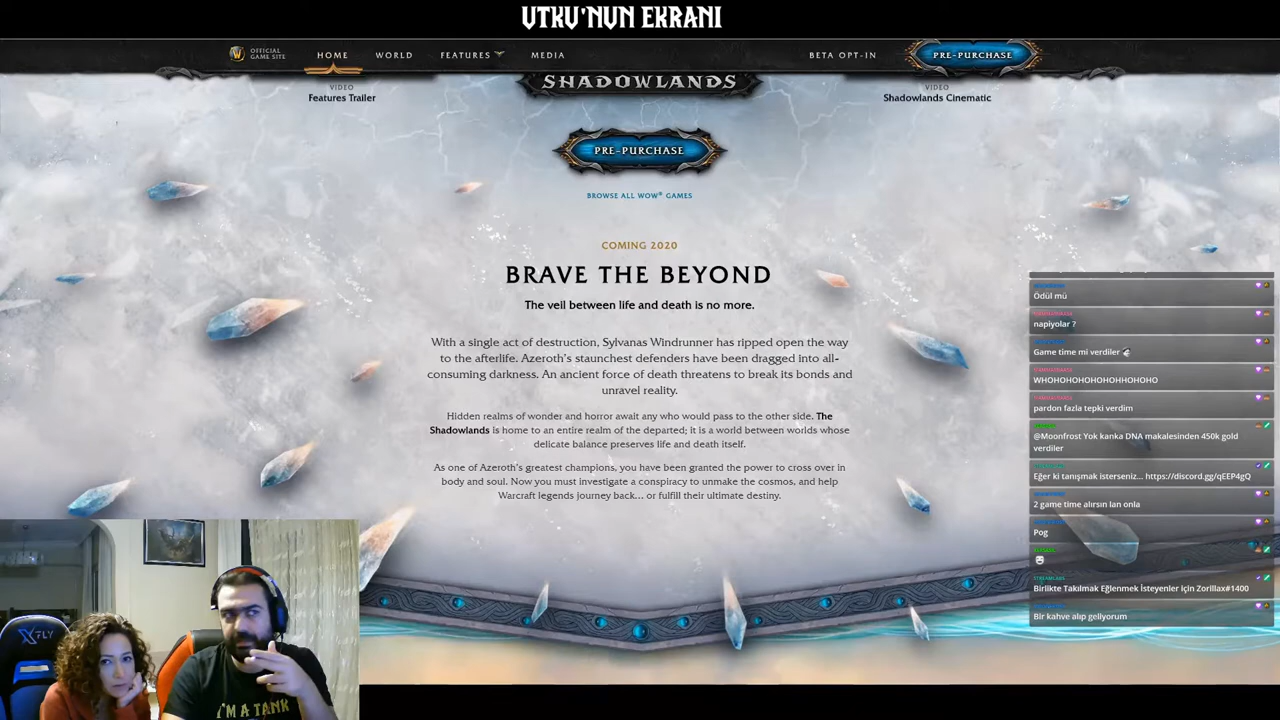 UTKU'NUN EKRANI
OFFICIAL
GAME SITE
HOME
WORLD
FEATURES
MEDIA
BETA OPT-IN
PRE-PURCHASE
SHADOWLANDS
VIDEO
Features Trailer
VIDEO
Shadowlands Cinematic
PRE-PURCHASE
BROWSE ALL WOW® GAMES
COMING 2020
BRAVE THE BEYOND
The veil between life and death is no more.
With a single act of destruction, Sylvanas Windrunner has ripped open the way
to the afterlife. Azeroth's staunchest defenders have been dragged into all-
consuming darkness. An ancient force of death threatens to break its bonds and
unravel reality.
Hidden realms of wonder and horror await any who would pass to the other side. The
Shadowlands is home to an entire realm of the departed; it is a world between worlds whose
delicate balance preserves life and death itself.
As one of Azeroth's greatest champions, you have been granted the power to cross over in
body and soul. Now you must investigate a conspiracy to unmake the cosmos, and help
Warcraft legends journey back... or fulfill their ultimate destiny.
Ödül mü
napiyolar ?
Game time mi verdiler
WHOHOHOHOHOHOHHOHOHO
pardon fazla tepki verdim
@Moonfrost Yok kanka DNA makalesinden 450k gold
verdiler
Eğer ki tanışmak isterseniz... https://discord.gg/qEEP4gQ
2 game time alırsın lan onla
Pog
Birlikte Takılmak Eğlenmek İsteyenler için Zorillax#1400
Bir kahve alıp geliyorum
XFLY
I'M A TANK